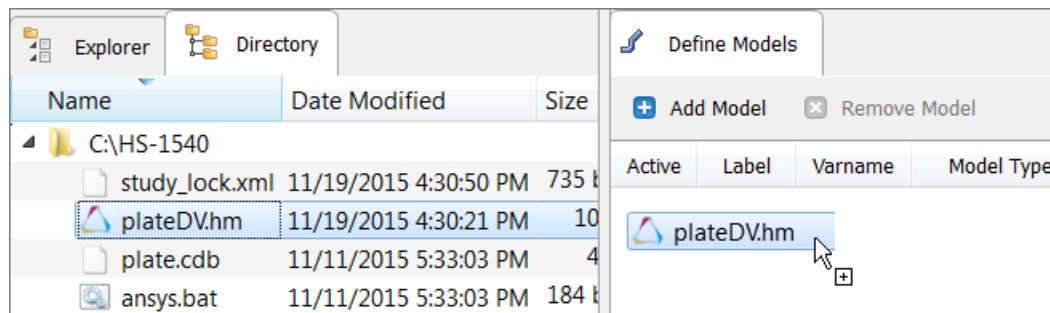 Explorer Directory
Name Date Modified Size
C:\HS-1540
study_lock.xml 11/19/2015 4:30:50 PM 735
plateDV.hm 11/19/2015 4:30:21 PM 10
plate.cdb 11/11/2015 5:33:03 PM 4
ansys.bat 11/11/2015 5:33:03 PM 184
Define Models
Add Model Remove Model
Active Label Varname Model Type
plateDV.hm